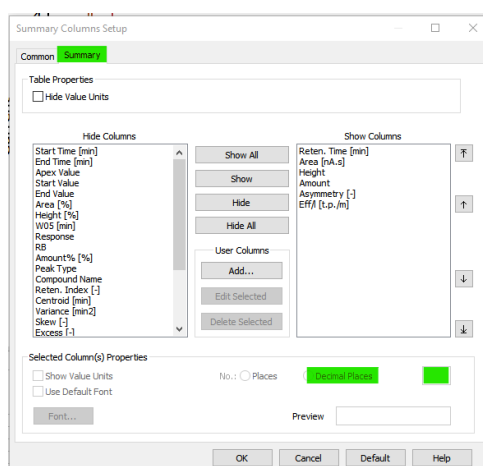 Summary Columns Setup
Common Summary
Table Properties
Hide Value Units
Hide Columns
Start Time [min]
End Time [min]
Apex Value
Start Value
End Value
Area [%]
Height [%]
W05 [min]
Response
RB
Amount% [%]
Peak Type
Compound Name
Reten. Index [-]
Centroid [min]
Variance [min2]
Skew [-]
Excess [-]
Show All
Show
Hide
Hide All
User Columns
Add...
Edit Selected
Delete Selected
Show Columns
Reten. Time [min]
Area [nA.s]
Height
Amount
Asymmetry [-]
Eff/l [t.p./m]
Selected Column(s) Properties
Show Value Units
No.: Places Decimal Places
Use Default Font
Font...
Preview
OK Cancel Default Help